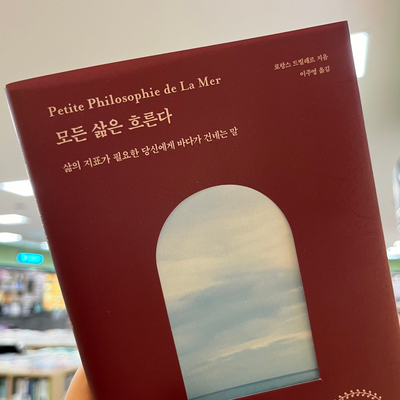 Petite Philosophie de La Mer
모든 삶은 흐른다
삶의 지표가 필요한 당신에게 바다가 건네는 말
로랑스 드빌레르 지음
이주영 옮김